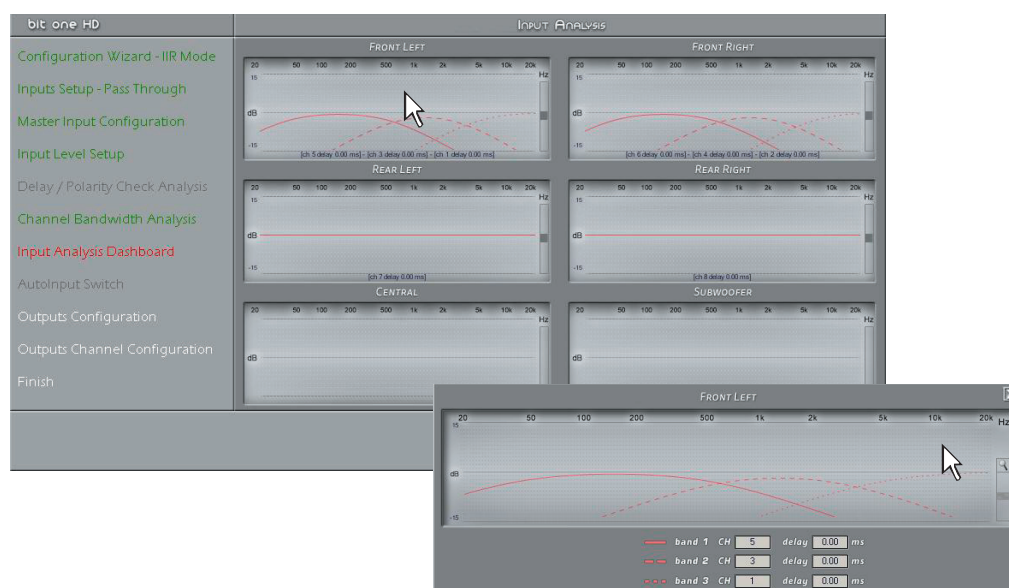 bit one HD
Input Analysis
Configuration Wizard - IIR Mode
Inputs Setup - Pass Through
Master Input Configuration
Input Level Setup
Delay / Polarity Check Analysis
Channel Bandwidth Analysis
Input Analysis Dashboard
AutoInput Switch
Outputs Configuration
Outputs Channel Configuration
Finish
Front Left
20 50 100 200 500 1k 2k 5k 10k 20k
Hz
15
dB
-15
[ch 5 delay 0.00 ms] - [ch 3 delay 0.00 ms] - [ch 1 delay 0.00 ms]
Front Right
20 50 100 200 500 1k 2k 5k 10k 20k
Hz
15
dB
-15
[ch 6 delay 0.00 ms] - [ch 4 delay 0.00 ms] - [ch 2 delay 0.00 ms]
Rear Left
20 50 100 200 500 1k 2k 5k 10k 20k
Hz
15
dB
-15
[ch 7 delay 0.00 ms]
Rear Right
20 50 100 200 500 1k 2k 5k 10k 20k
Hz
15
dB
-15
[ch 8 delay 0.00 ms]
Central
20 50 100 200 500 1k 2k 5k 10k 20k
Hz
dB
Subwoofer
20 50 100 200 500 1k 2k 5k 10k 20k
Hz
dB
Front Left
20 50 100 200 500 1k 2k 5k 10k 20k Hz
15
dB
-15
band 1 CH 5 delay 0.00 ms
band 2 CH 3 delay 0.00 ms
band 3 CH 1 delay 0.00 ms